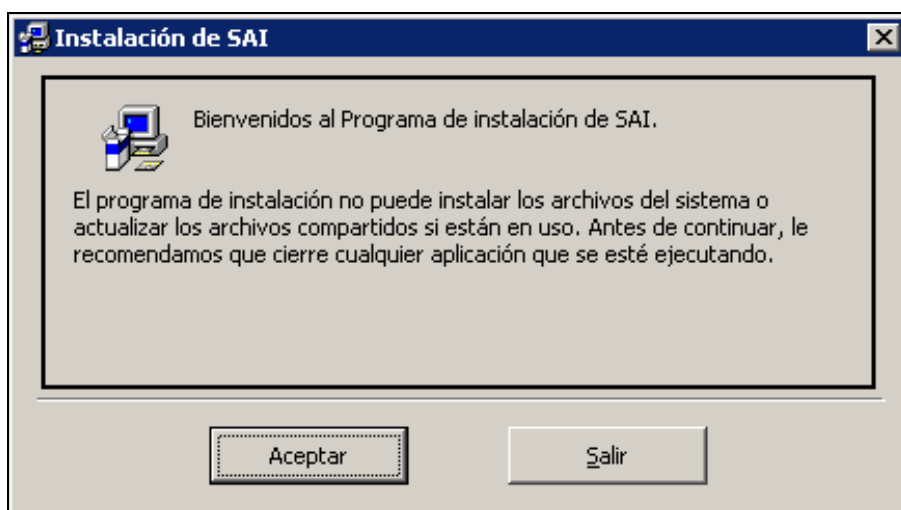 Instalación de SAI
Bienvenidos al Programa de instalación de SAI.
El programa de instalación no puede instalar los archivos del sistema o
actualizar los archivos compartidos si están en uso. Antes de continuar, le
recomendamos que cierre cualquier aplicación que se esté ejecutando.
Aceptar
Salir